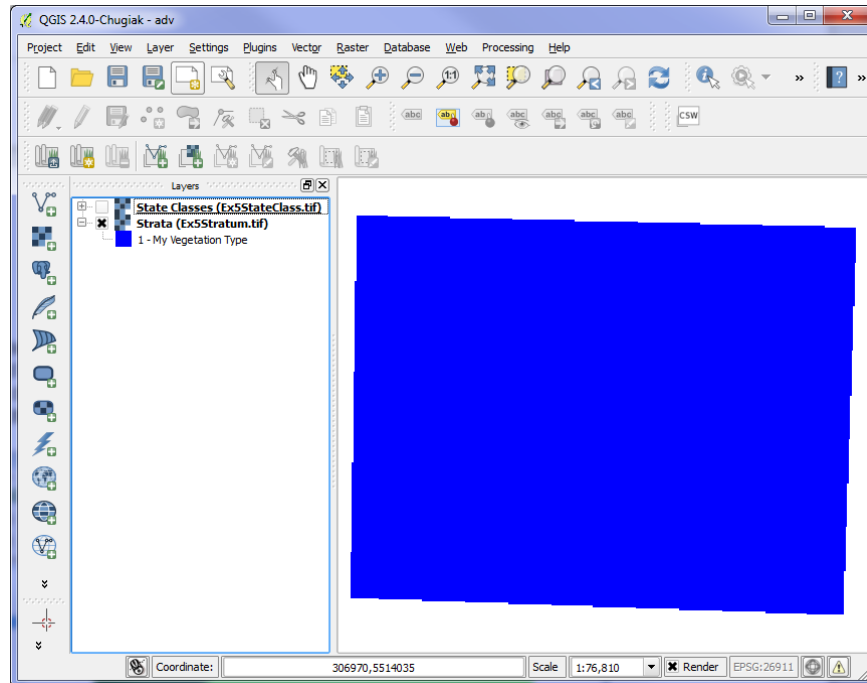 QGIS 2.4.0-Chugiak - adv
Project Edit View Layer Settings Plugins Vector Raster Database Web Processing Help
1:1
»
?
»
abc abc abc abc abc abc abc CSW
Layers
State Classes (Ex5StateClass.tif)
Strata (Ex5Stratum.tif)
1 - My Vegetation Type
Coordinate: 306970,5514035 Scale 1:76,810 Render EPSG:26911